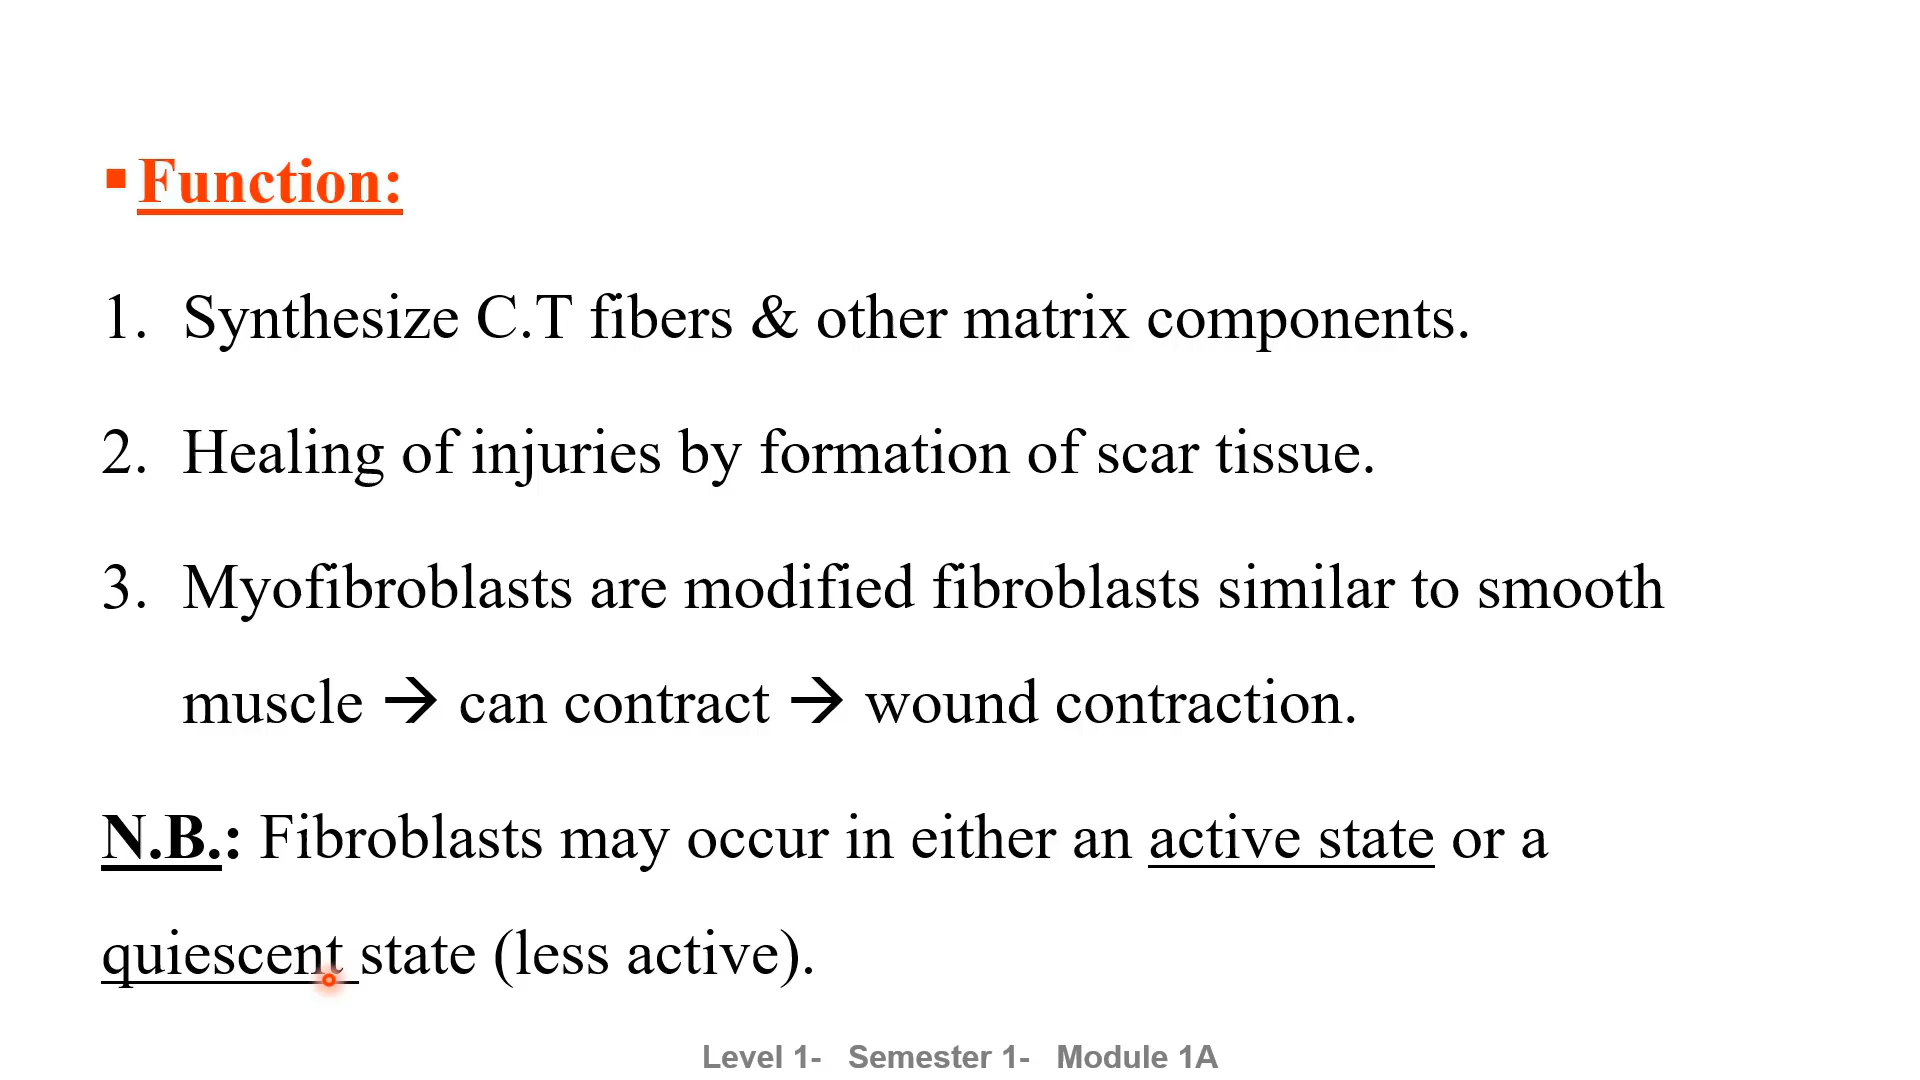 ▪ Function:
1. Synthesize C.T fibers & other matrix components.
2. Healing of injuries by formation of scar tissue.
3. Myofibroblasts are modified fibroblasts similar to smooth
muscle → can contract → wound contraction.
N.B.: Fibroblasts may occur in either an active state or a
quiescent state (less active).
Level 1- Semester 1- Module 1A